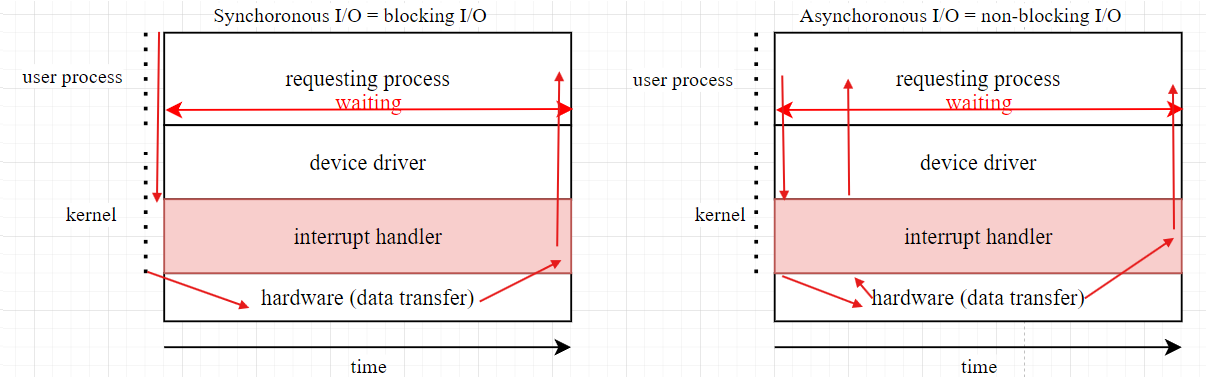 Synchoronous I/O = blocking I/O
user process
requesting process
waiting
device driver
kernel
interrupt handler
hardware (data transfer)
time
Asynchoronous I/O = non-blocking I/O
user process
requesting process
waiting
device driver
kernel
interrupt handler
hardware (data transfer)
time